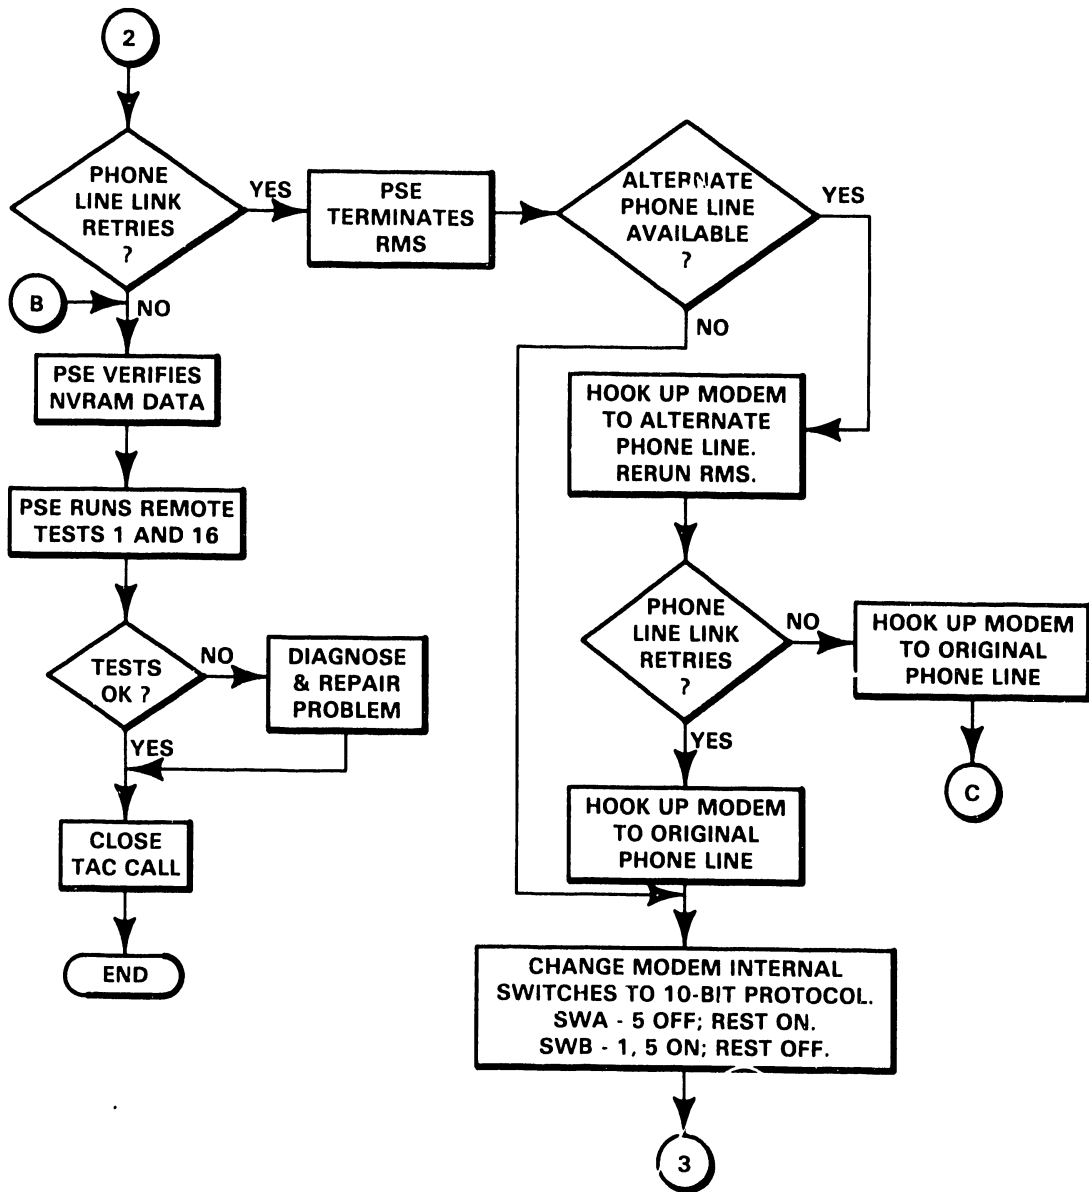 2
PHONE
LINE LINK
RETRIES
?
YES
PSE
TERMINATES
RMS
ALTERNATE
PHONE LINE
AVAILABLE
?
YES
B
NO
NO
PSE VERIFIES
NVRAM DATA
HOOK UP MODEM
TO ALTERNATE
PHONE LINE.
RERUN RMS.
PSE RUNS REMOTE
TESTS 1 AND 16
PHONE
LINE LINK
RETRIES
?
NO
HOOK UP MODEM
TO ORIGINAL
PHONE LINE
TESTS
OK ?
NO
DIAGNOSE
& REPAIR
PROBLEM
YES
YES
C
HOOK UP MODEM
TO ORIGINAL
PHONE LINE
CLOSE
TAC CALL
END
CHANGE MODEM INTERNAL
SWITCHES TO 10-BIT PROTOCOL.
SWA - 5 OFF; REST ON.
SWB - 1, 5 ON; REST OFF.
3